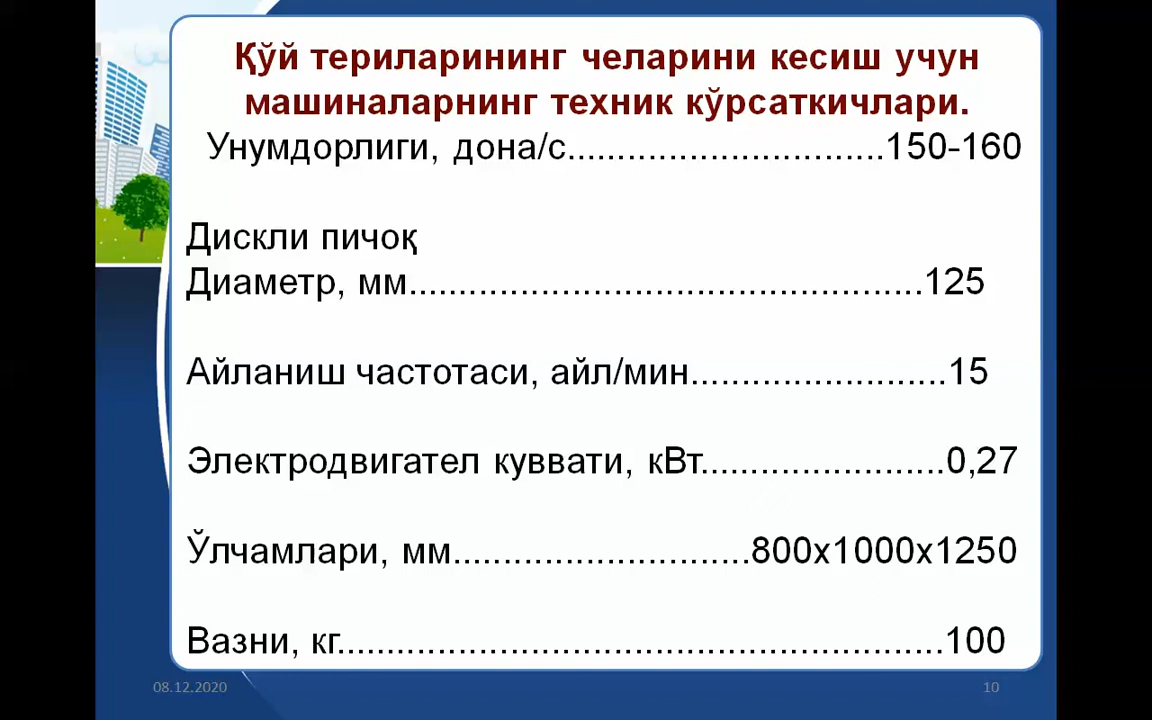 Қўй териларининг челарини кесиш учун
машиналарнинг техник кўрсаткичлари.
Унумдорлиги, дона/с................................150-160
Дискли пичоқ
Диаметр, мм....................................................125
Айланиш частотаси, айл/мин.........................15
Электродвигател куввати, кВт........................0,27
Ўлчамлари, мм..............................800х1000х1250
Вазни, кг.............................................................100
08.12.2020
10